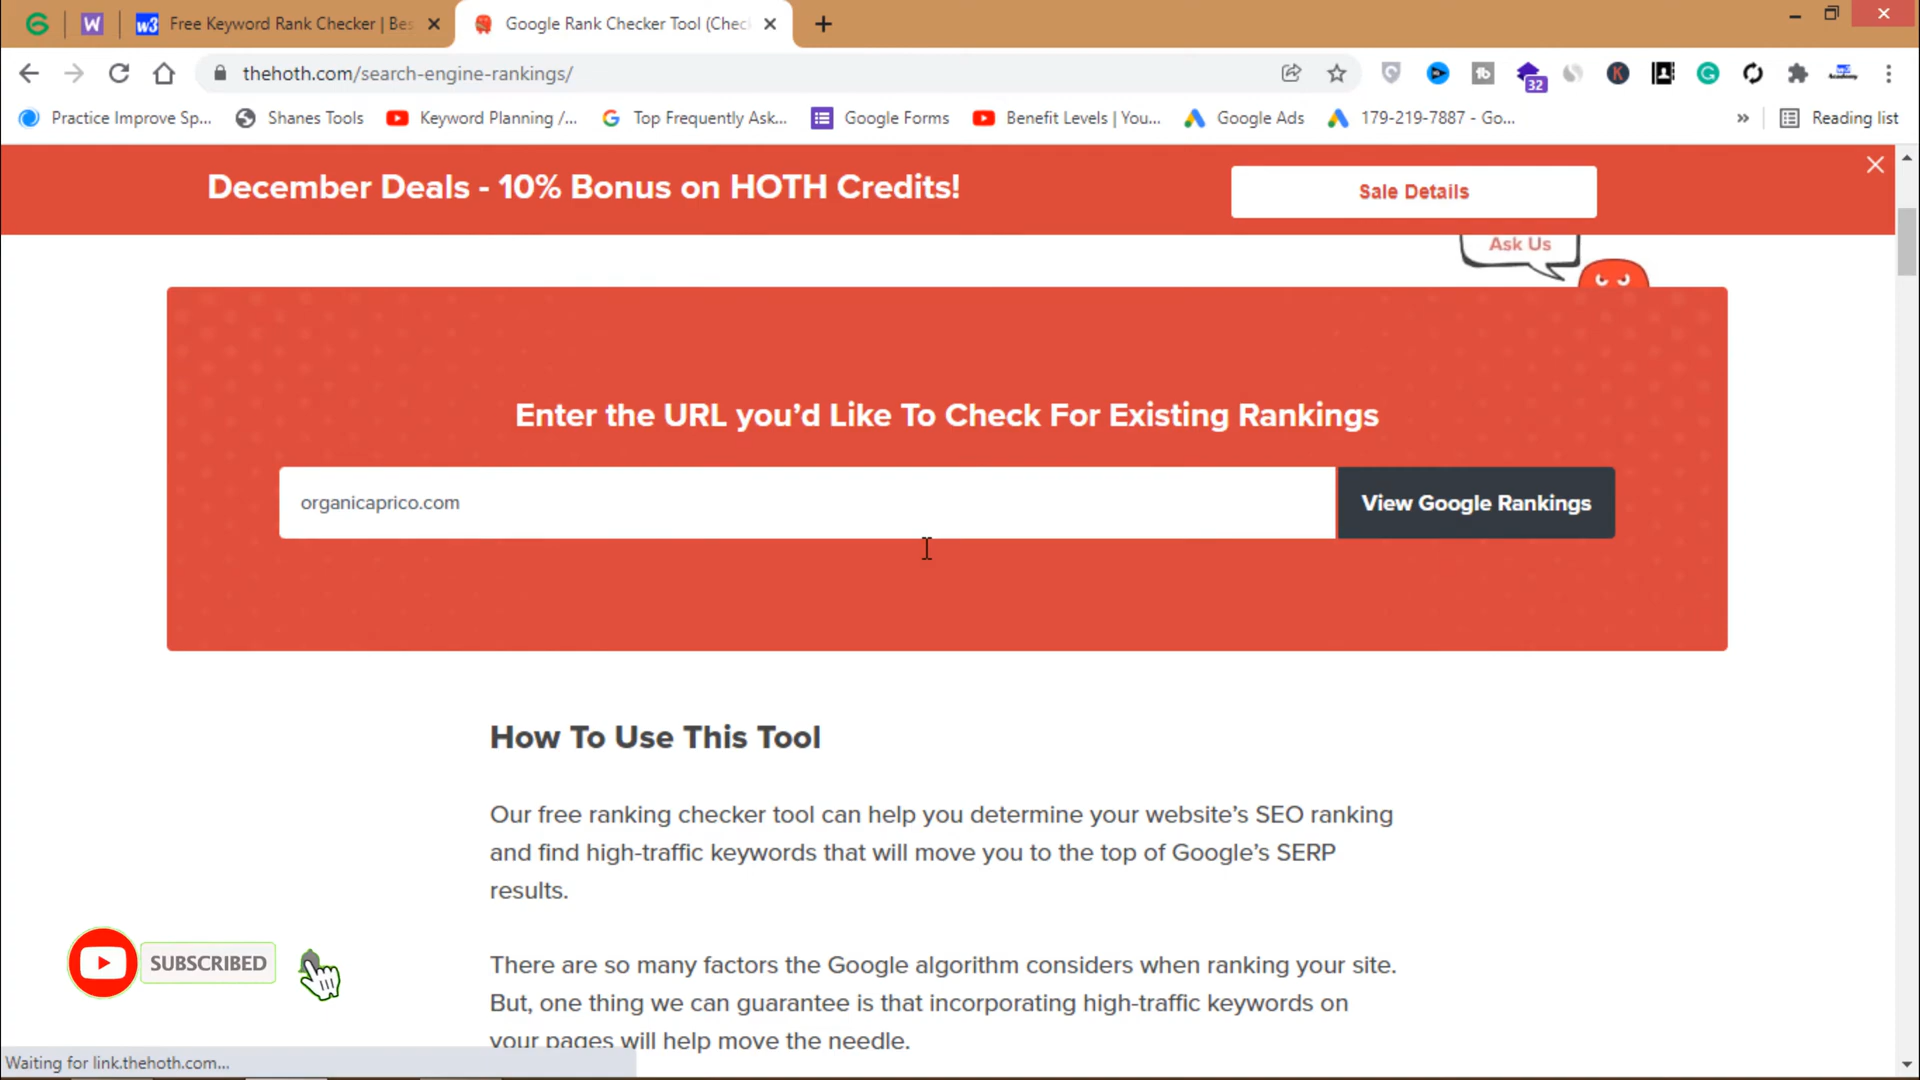 Free Keyword Rank Checker | Bes
Google Rank Checker Tool (Chec
thehoth.com/search-engine-rankings/
32
Practice Improve Sp... Shanes Tools Keyword Planning /... Top Frequently Ask... Google Forms Benefit Levels | You... Google Ads 179-219-7887 - Go... » Reading list
December Deals - 10% Bonus on HOTH Credits!
Sale Details
Ask Us
Enter the URL you'd Like To Check For Existing Rankings
organicaprico.com
View Google Rankings
How To Use This Tool
Our free ranking checker tool can help you determine your website's SEO ranking
and find high-traffic keywords that will move you to the top of Google's SERP
results.
There are so many factors the Google algorithm considers when ranking your site.
But, one thing we can guarantee is that incorporating high-traffic keywords on
your pages will help move the needle.
SUBSCRIBED
Waiting for link.thehoth.com...